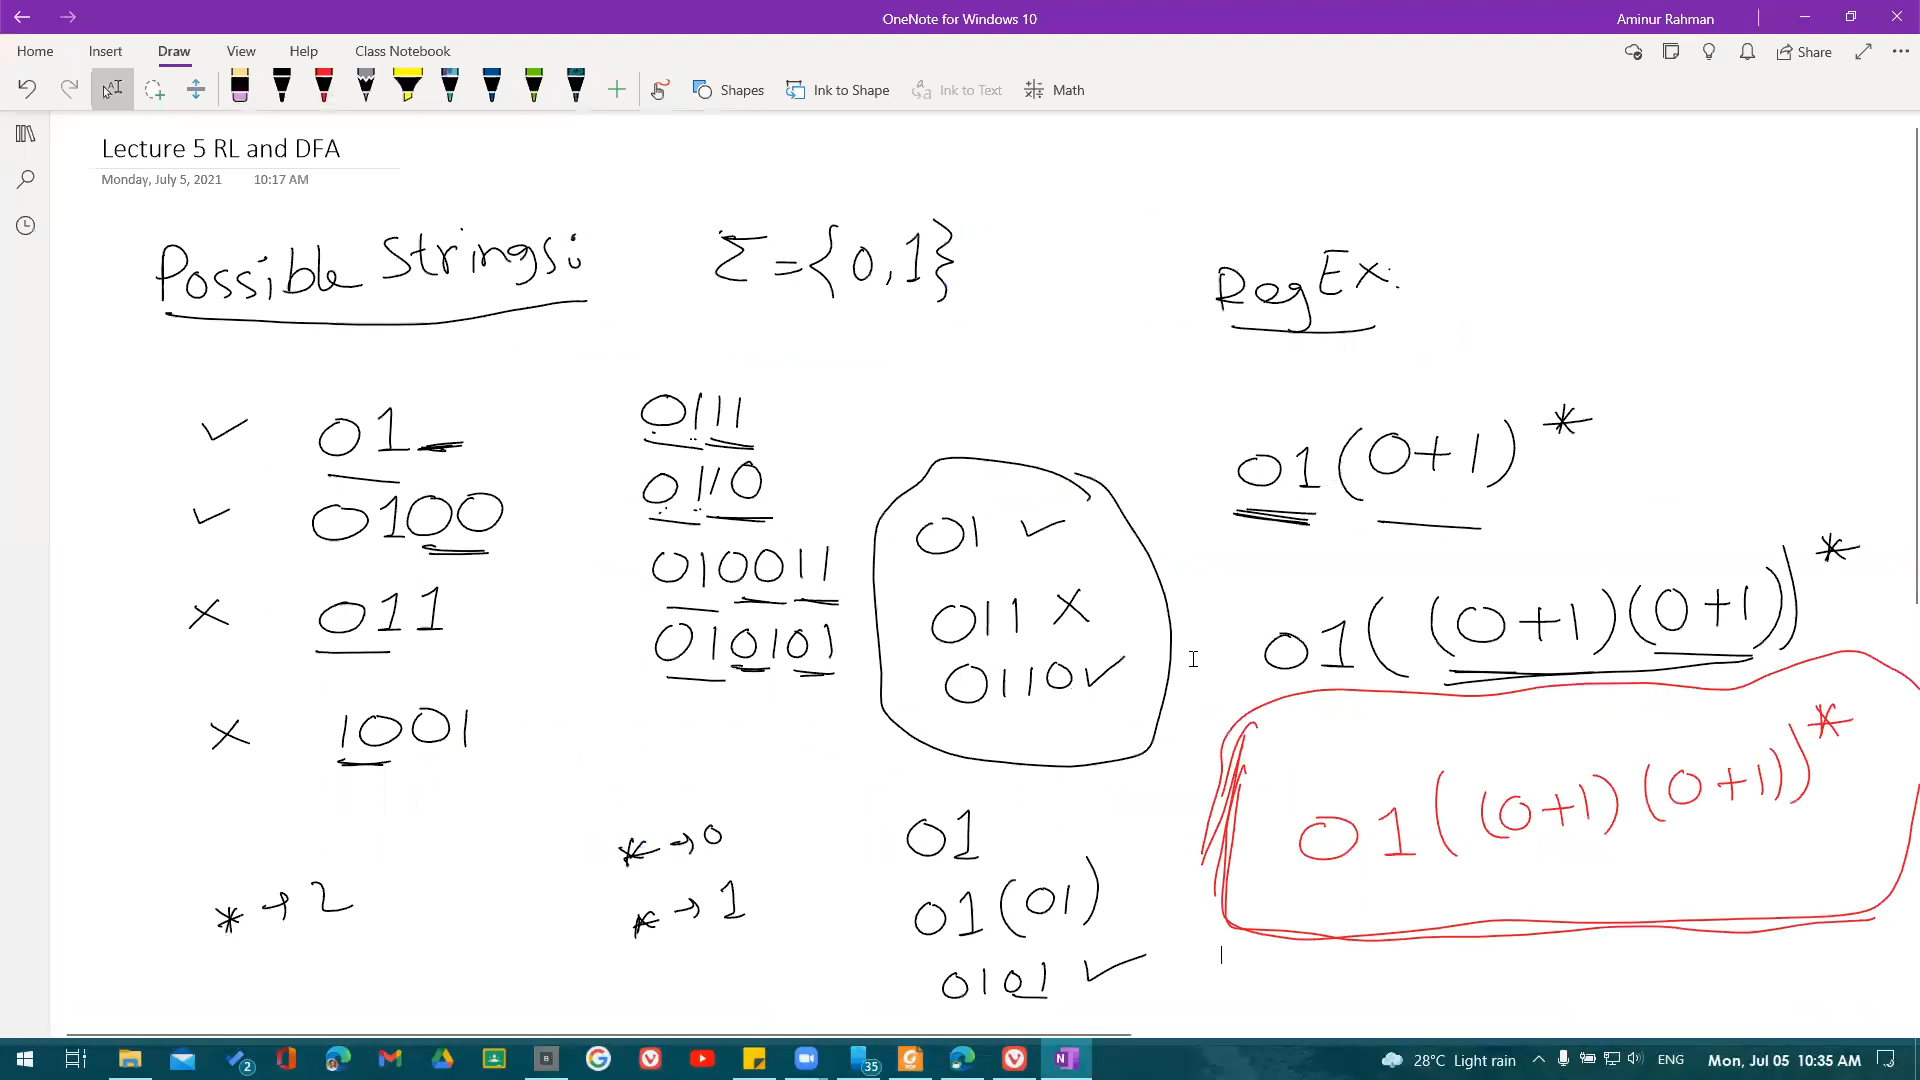 OneNote for Windows 10
Aminur Rahman
Home Insert Draw View Help Class Notebook
Share
Shapes Ink to Shape Ink to Text Math
Lecture 5 RL and DFA
Monday, July 5, 2021 10:17 AM
Possible Strings:
Σ = {0,1}
RegEx:
✓ 01
✓ 0100
× 011
× 1001
* → 2
0111
0110
010011
010101
* → 0
* → 1
01 ✓
011 ×
0110 ✓
01
01(01)
0101 ✓
01(0+1)*
01((0+1)(0+1))*
01((0+1)(0+1))*
2
35
28°C Light rain
ENG
Mon, Jul 05 10:35 AM